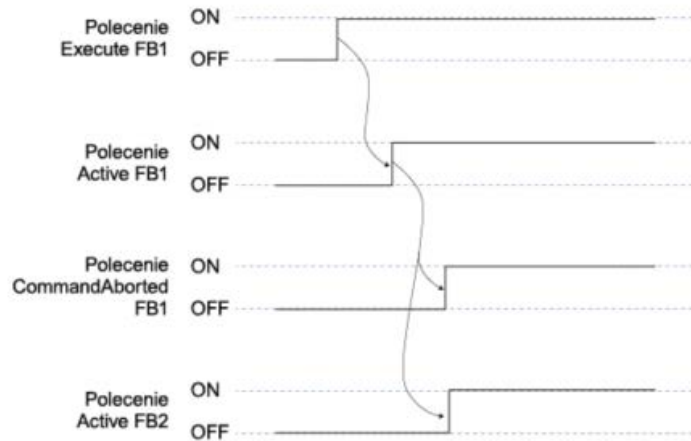 ON
Polecenie
Execute FB1
OFF
ON
Polecenie
Active FB1
OFF
Polecenie
ON
CommandAborted
FB1
OFF
ON
Polecenie
Active FB2
OFF